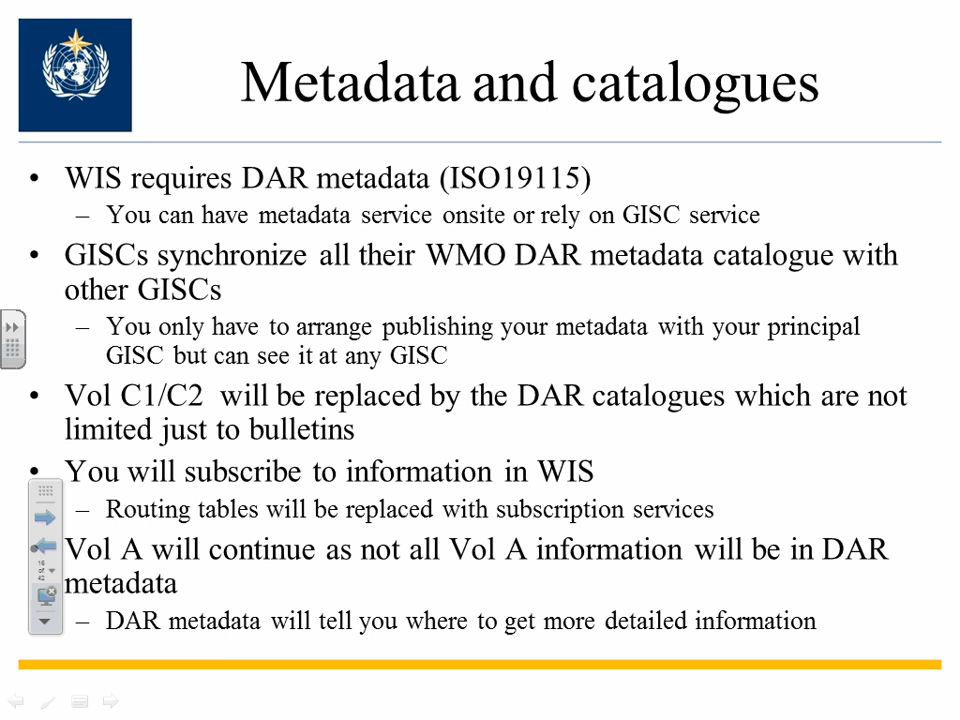 Metadata and catalogues
• WIS requires DAR metadata (ISO19115)
– You can have metadata service onsite or rely on GISC service
• GISCs synchronize all their WMO DAR metadata catalogue with
other GISCs
– You only have to arrange publishing your metadata with your principal
GISC but can see it at any GISC
• Vol C1/C2 will be replaced by the DAR catalogues which are not
limited just to bulletins
• You will subscribe to information in WIS
– Routing tables will be replaced with subscription services
Vol A will continue as not all Vol A information will be in DAR
metadata
– DAR metadata will tell you where to get more detailed information
16
of
42